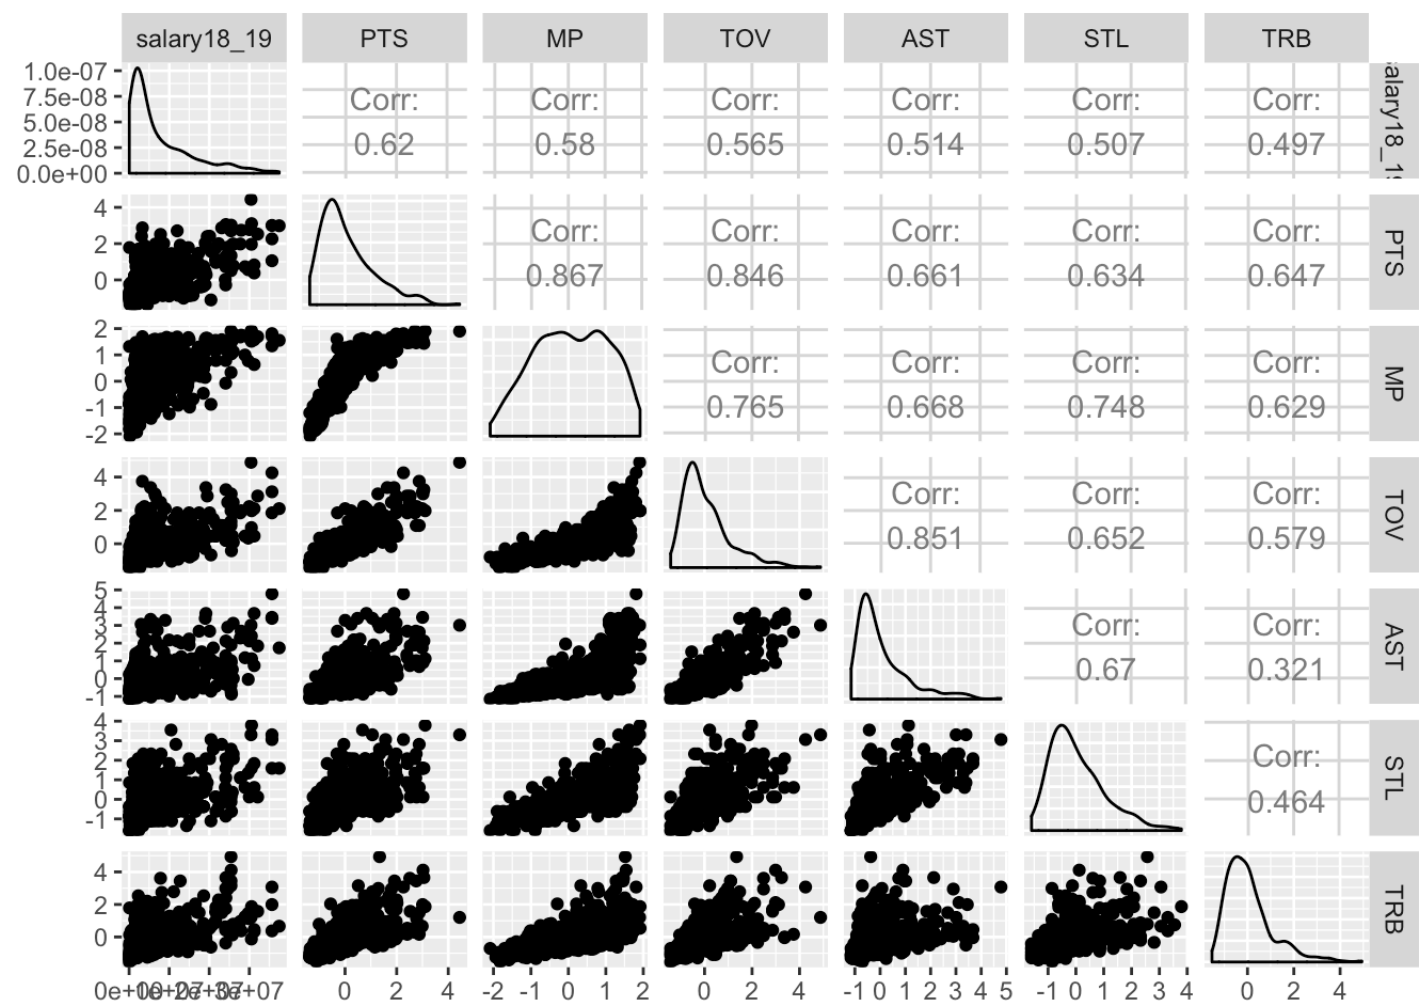 salary18_19 PTS MP TOV AST STL TRB
1.0e-07
7.5e-08
5.0e-08
2.5e-08
0.0e+00
Corr: Corr: Corr: Corr: Corr: Corr:
0.62 0.58 0.565 0.514 0.507 0.497
alary18_19
4
2
0
Corr: Corr: Corr: Corr: Corr:
0.867 0.846 0.661 0.634 0.647
PTS
2
1
0
-1
-2
Corr: Corr: Corr: Corr:
0.765 0.668 0.748 0.629
MP
4
2
0
Corr: Corr: Corr:
0.851 0.652 0.579
TOV
5
4
3
2
1
0
-1
Corr: Corr:
0.67 0.321
AST
4
3
2
1
0
-1
Corr:
0.464
STL
4
2
0
TRB
0e+00 3e+07 0 2 4 -2 -1 0 1 2 0 2 4 -1 0 1 2 3 4 5 -1 0 1 2 3 4 0 2 4